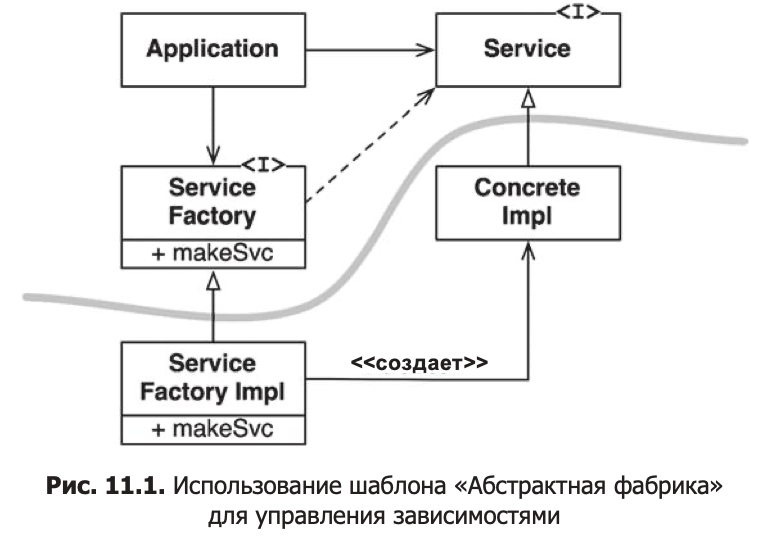 <I>
Application
Service
<I>
Service
Factory
+ makeSvc
Concrete
Impl
Service
Factory Impl
+ makeSvc
<<создает>>
Рис. 11.1. Использование шаблона «Абстрактная фабрика»
для управления зависимостями